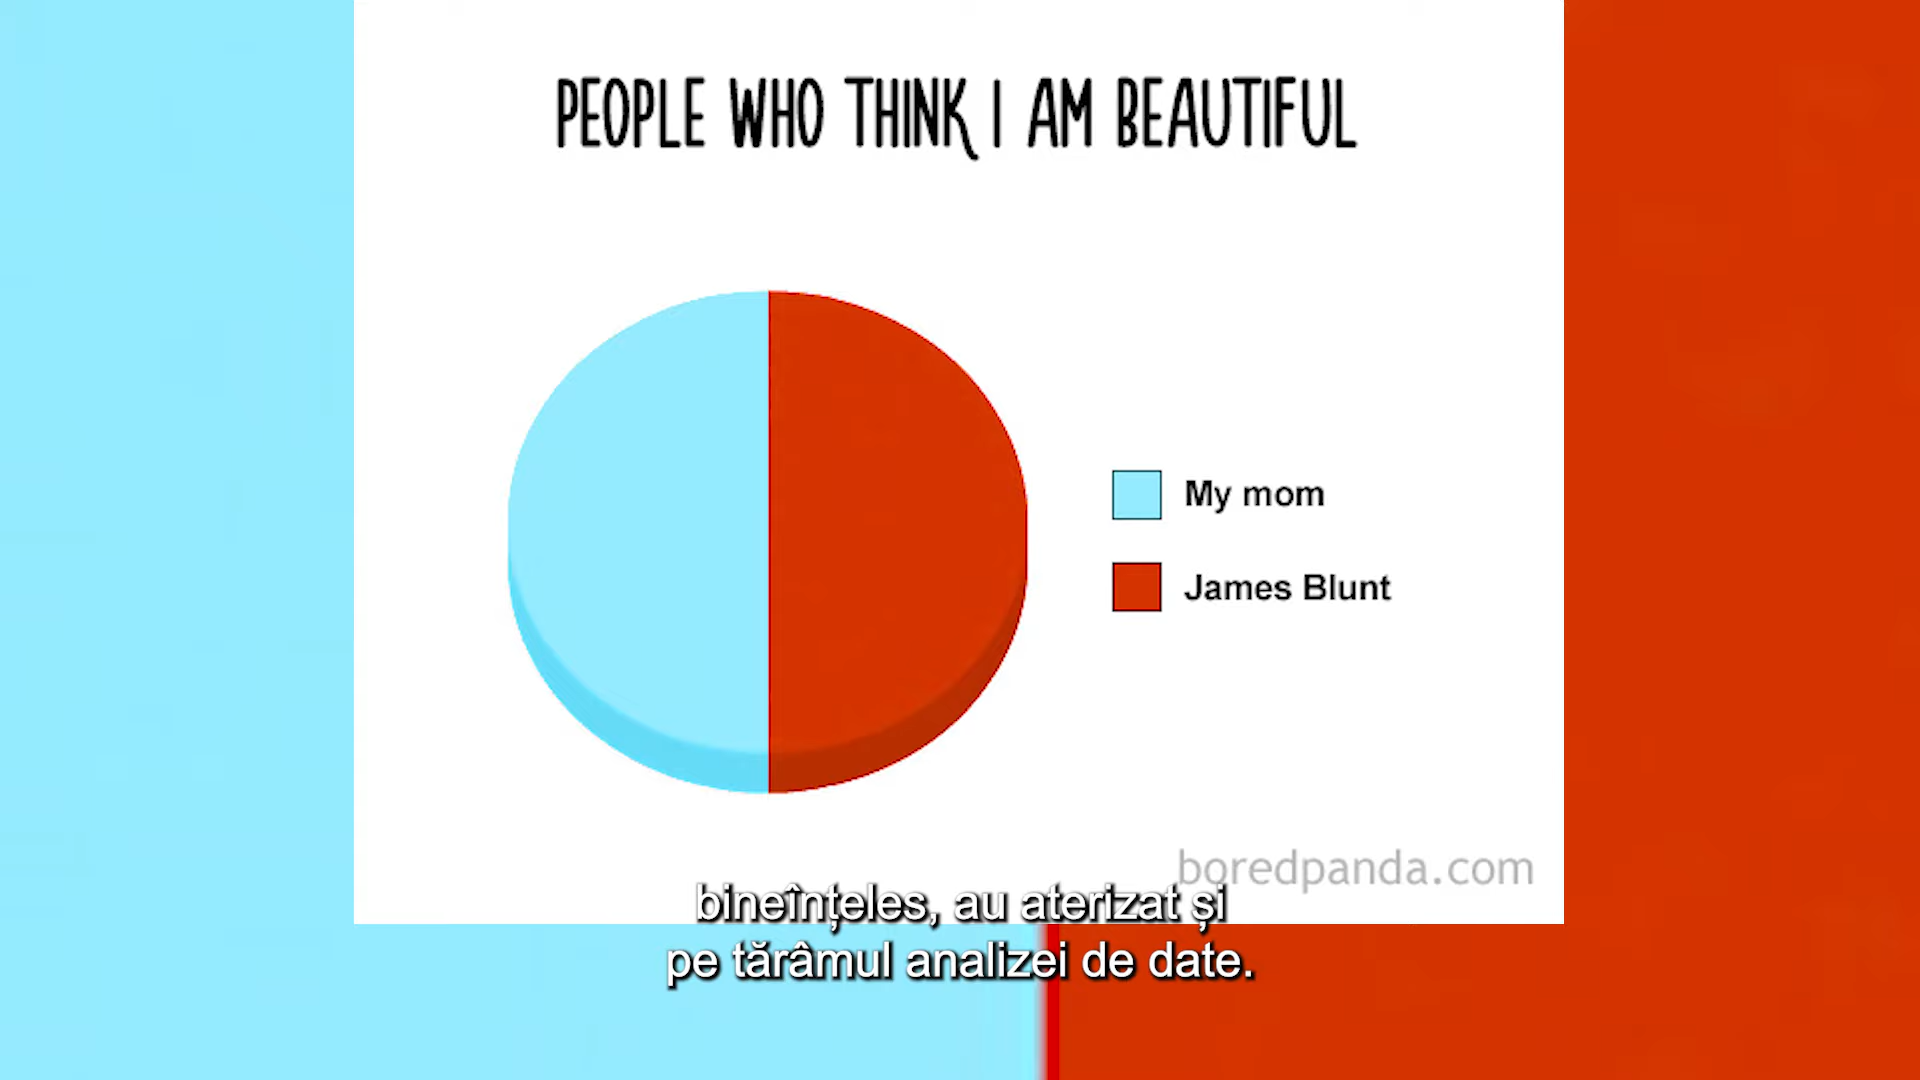 PEOPLE WHO THINK I AM BEAUTIFUL
My mom
James Blunt
boredpanda.com
bineînțeles, au aterizat și
pe tărâmul analizei de date.